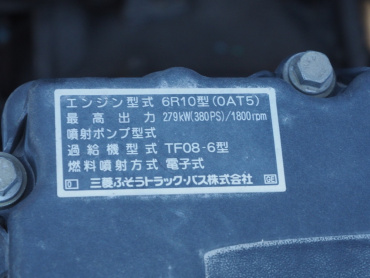 エンジン型式 6R10型(0AT5)
最高出力 279kW(380PS)/1800rpm
噴射ポンプ型式
過給機型式 TF08-6型
燃料噴射方式 電子式
三菱ふそうトラック・バス株式会社